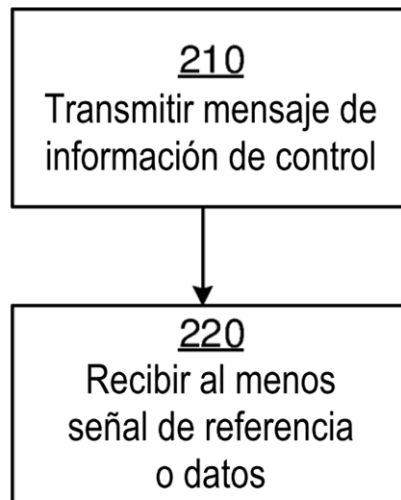 210
Transmitir mensaje de
información de control
220
Recibir al menos
señal de referencia
o datos